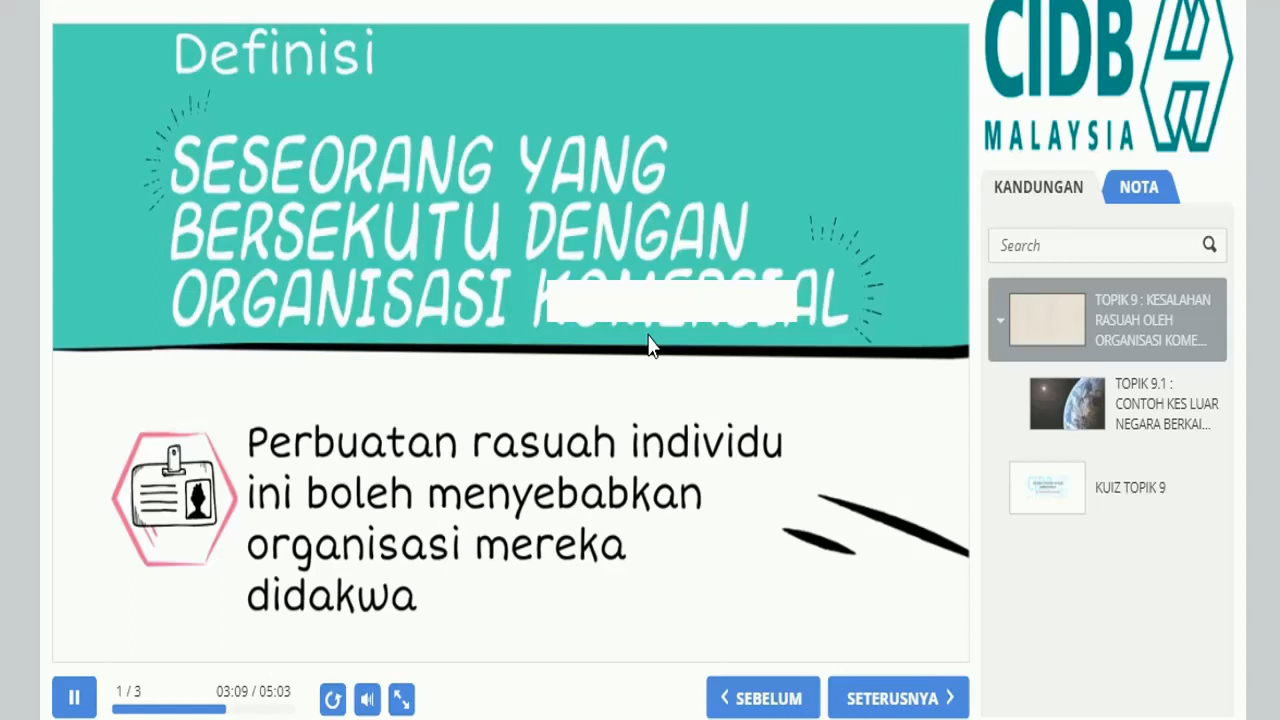 Definisi
SESEORANG YANG
BERSEKUTU DENGAN
ORGANISASI
Perbuatan rasuah individu
ini boleh menyebabkan
organisasi mereka
didakwa
1 / 3
03:09 / 05:03
SEBELUM
SETERUSNYA
CIDB
MALAYSIA
KANDUNGAN
NOTA
Search
TOPIK 9 : KESALAHAN
RASUAH OLEH
ORGANISASI KOME...
TOPIK 9.1 :
CONTOH KES LUAR
NEGARA BERKAI...
KUIZ TOPIK 9